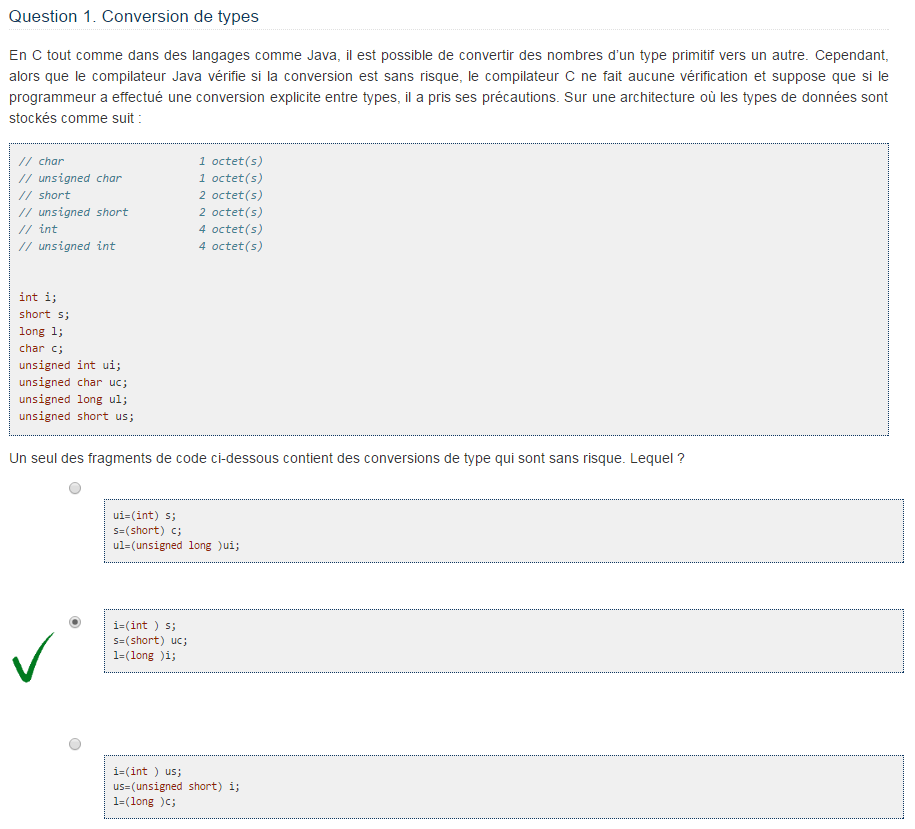 Question 1. Conversion de types
En C tout comme dans des langages comme Java, il est possible de convertir des nombres d'un type primitif vers un autre. Cependant,
alors que le compilateur Java vérifie si la conversion est sans risque, le compilateur C ne fait aucune vérification et suppose que si le
programmeur a effectué une conversion explicite entre types, il a pris ses précautions. Sur une architecture où les types de données sont
stockés comme suit :
// char 1 octet(s)
// unsigned char 1 octet(s)
// short 2 octet(s)
// unsigned short 2 octet(s)
// int 4 octet(s)
// unsigned int 4 octet(s)
int i;
short s;
long l;
char c;
unsigned int ui;
unsigned char uc;
unsigned long ul;
unsigned short us;
Un seul des fragments de code ci-dessous contient des conversions de type qui sont sans risque. Lequel ?
ui=(int) s;
s=(short) c;
ul=(unsigned long )ui;
i=(int ) s;
s=(short) uc;
l=(long )i;
i=(int ) us;
us=(unsigned short) i;
l=(long )c;